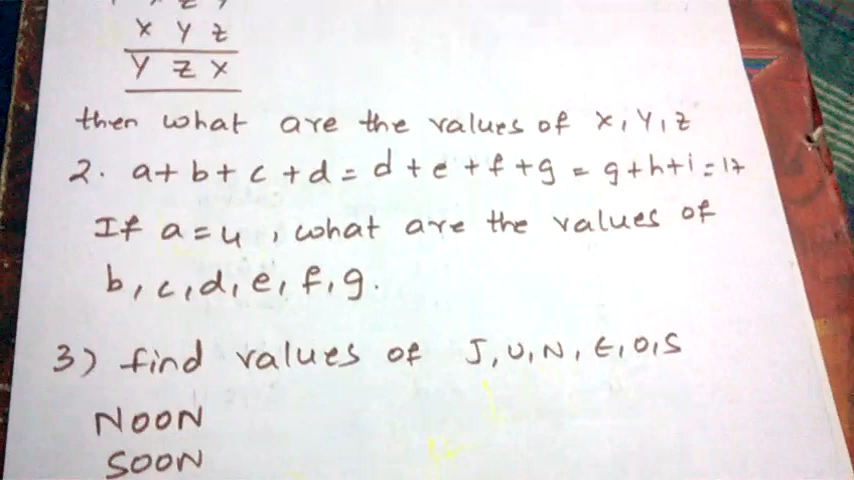 X Y Z
Y Z X
then what are the values of X, Y, Z
2. a+b+c+d=d+e+f+g=g+h+i=17
If a=4, what are the values of
b, c, d, e, f, g.
3) find values of J, U, N, E, O, S
NOON
SOON